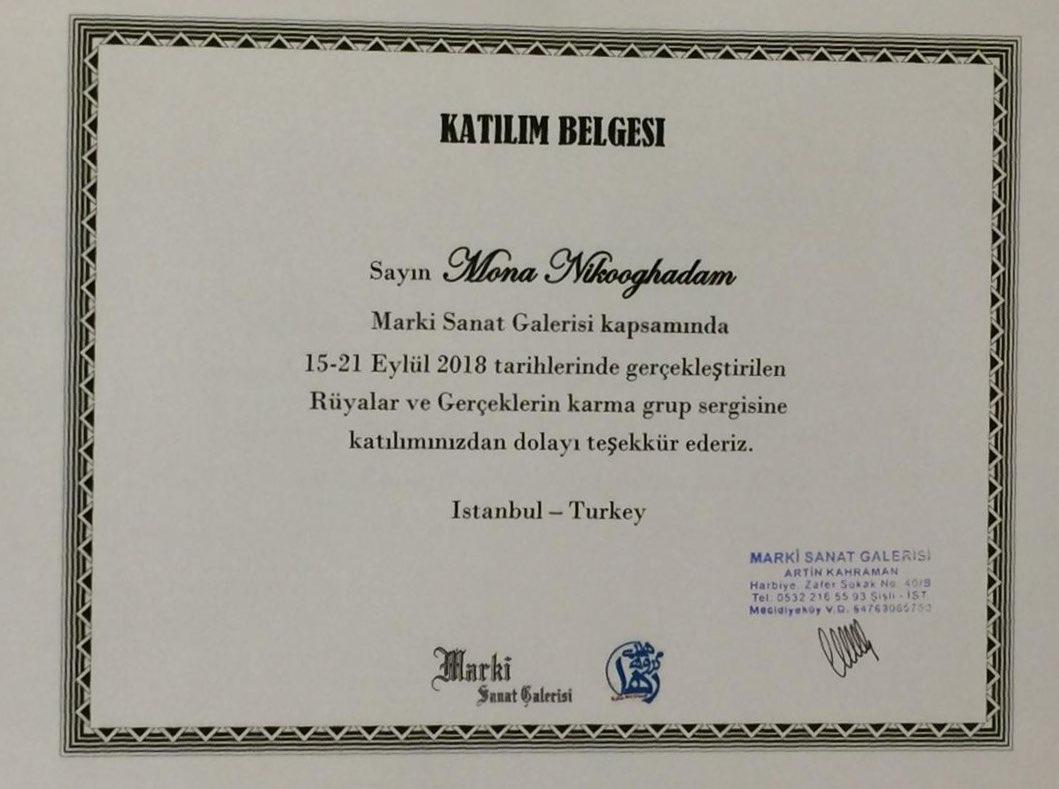 KATILIM BELGESI
Sayın Mona Nikooghadam
Marki Sanat Galerisi kapsamında
15-21 Eylül 2018 tarihlerinde gerçekleştirilen
Rüyalar ve Gerçeklerin karma grup sergisine
katılımınızdan dolayı teşekkür ederiz.
Istanbul – Turkey
MARKİ SANAT GALERİSİ
ARTİN KAHRAMAN
Harbiye, Zafer Sokak No: 40/B
Tel: 0532 216 55 93 Şişli - İST.
Mecidiyeköy V.D.
Marki
Sanat Galerisi